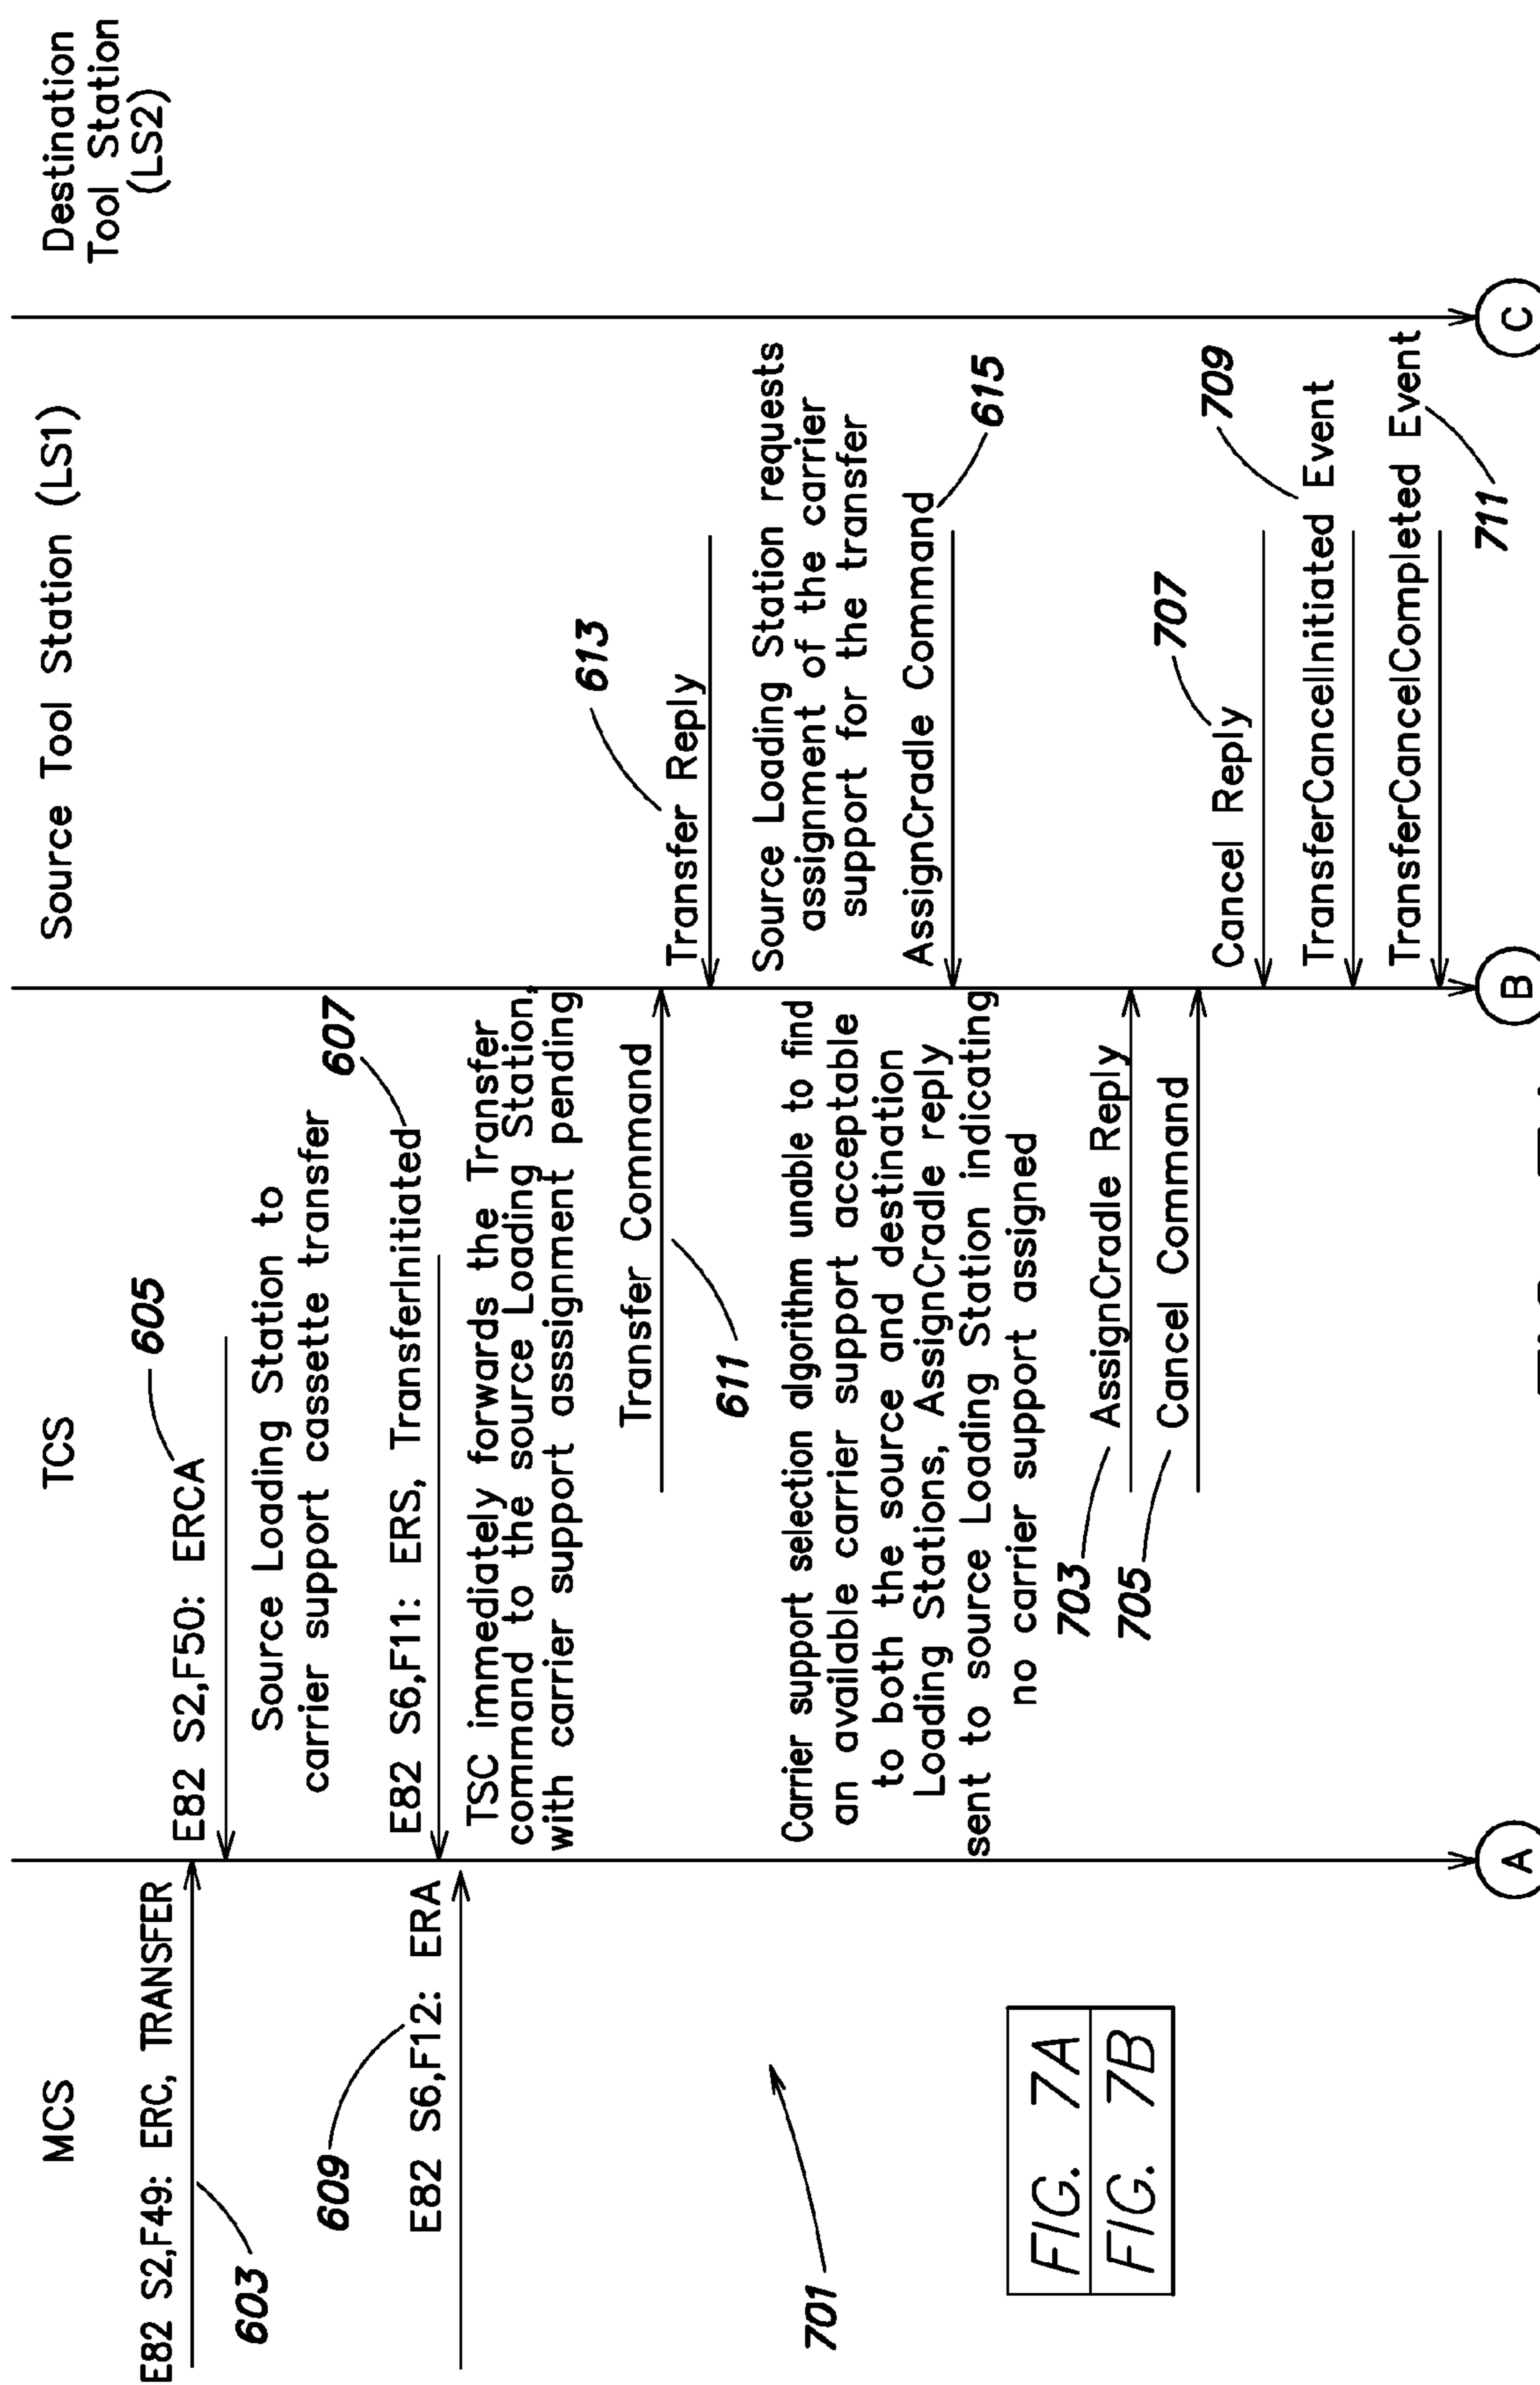 MCS
TCS
Source Tool Station (LS1)
Destination
Tool Station
(LS2)
E82 S2,F49: ERC, TRANSFER
603
605
E82 S2,F50: ERCA
Source Loading Station to
carrier support cassette transfer
607
E82 S6,F11: ERS, TransferInitiated
609
E82 S6,F12: ERA
TSC immediately forwards the Transfer
command to the source Loading Station,
with carrier support assignment pending
Transfer Command
611
613
Transfer Reply
Source Loading Station requests
assignment of the carrier
support for the transfer
AssignCradle Command
615
Carrier support selection algorithm unable to find
an available carrier support acceptable
to both the source and destination
Loading Stations, AssignCradle reply
sent to source Loading Station indicating
no carrier support assigned
703
AssignCradle Reply
705
Cancel Command
707
Cancel Reply
709
TransferCancelInitiated Event
TransferCancelCompleted Event
711
701
FIG. 7A
FIG. 7B
A
B
C